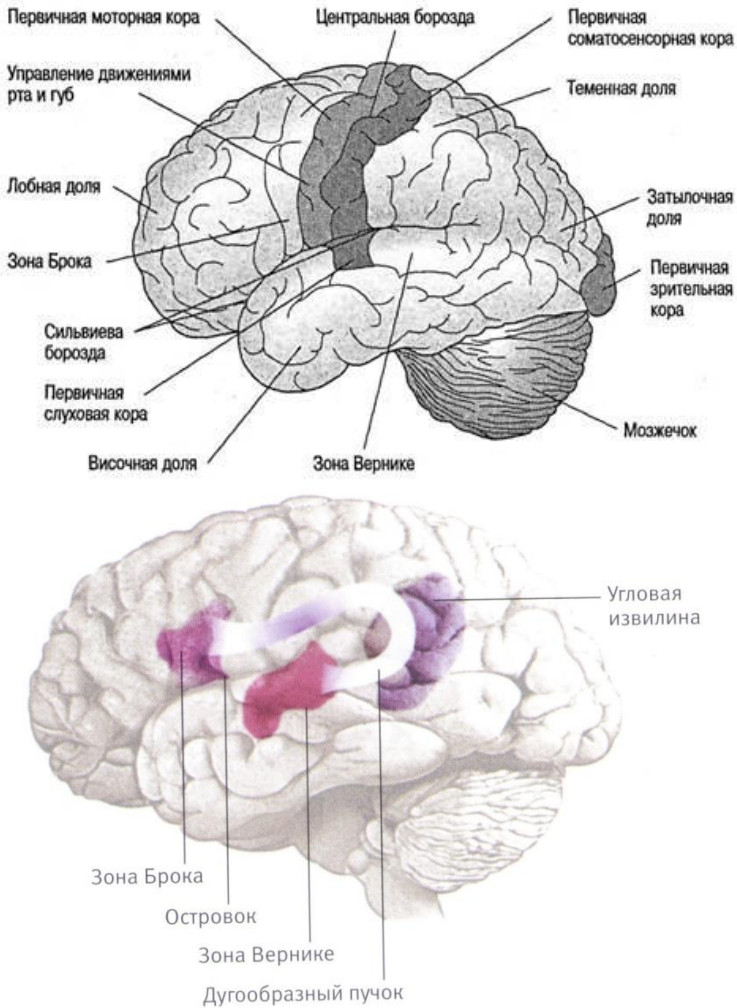 Первичная моторная кора
Центральная борозда
Первичная
соматосенсорная кора
Управление движениями
рта и губ
Теменная доля
Лобная доля
Затылочная
доля
Зона Брока
Первичная
зрительная
кора
Сильвиева
борозда
Первичная
слуховая кора
Мозжечок
Височная доля
Зона Вернике
Угловая
извилина
Зона Брока
Островок
Зона Вернике
Дугообразный пучок